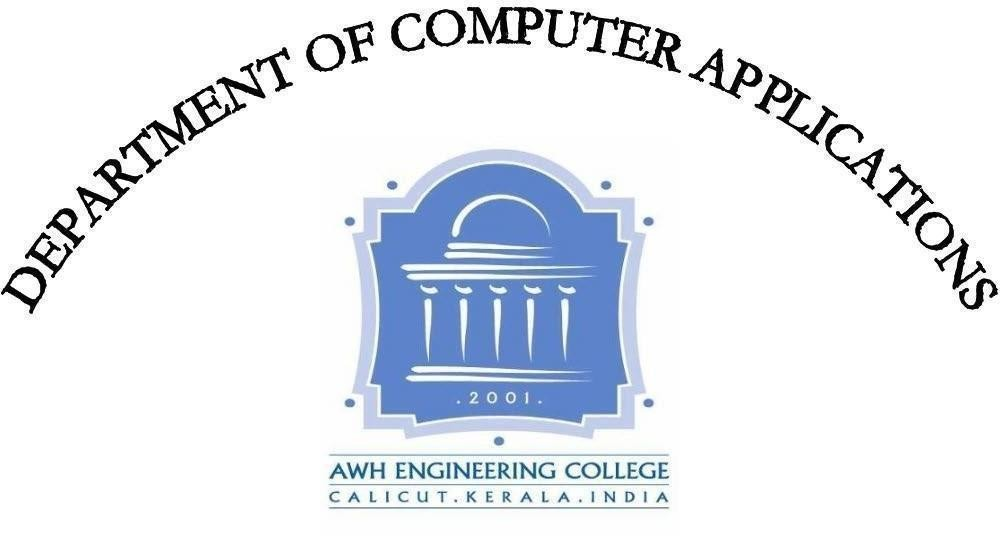 DEPARTMENT OF COMPUTER APPLICATIONS
.2001.
AWH ENGINEERING COLLEGE
CALICUT.KERALA.INDIA